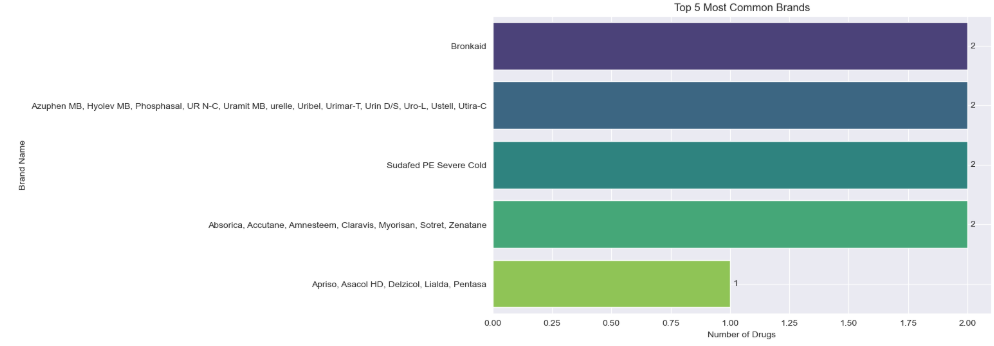 Top 5 Most Common Brands
Bronkaid
2
Azuphen MB, Hyolev MB, Phosphasal, UR N-C, Uramit MB, urelle, Uribel, Urimar-T, Urin D/S, Uro-L, Ustell, Utira-C
2
Sudafed PE Severe Cold
2
Absorica, Accutane, Amnesteem, Claravis, Myorisan, Sotret, Zenatane
2
Apriso, Asacol HD, Delzicol, Lialda, Pentasa
1
Brand Name
0.00 0.25 0.50 0.75 1.00 1.25 1.50 1.75 2.00
Number of Drugs